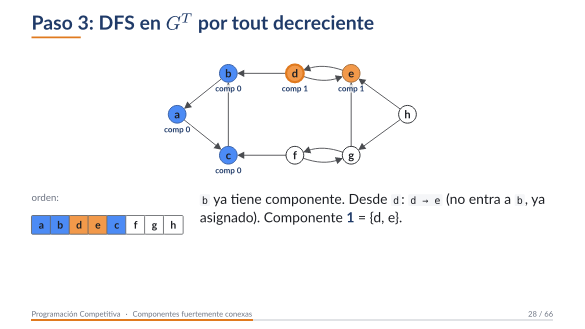 Paso 3: DFS en G^T por tout decreciente
b
d
e
comp 0
comp 1
comp 1
a
h
comp 0
c
f
g
comp 0
orden:
b ya tiene componente. Desde d: d → e (no entra a b, ya
asignado). Componente 1 = {d, e}.
a b d e c f g h
Programación Competitiva · Componentes fuertemente conexas
28 / 66